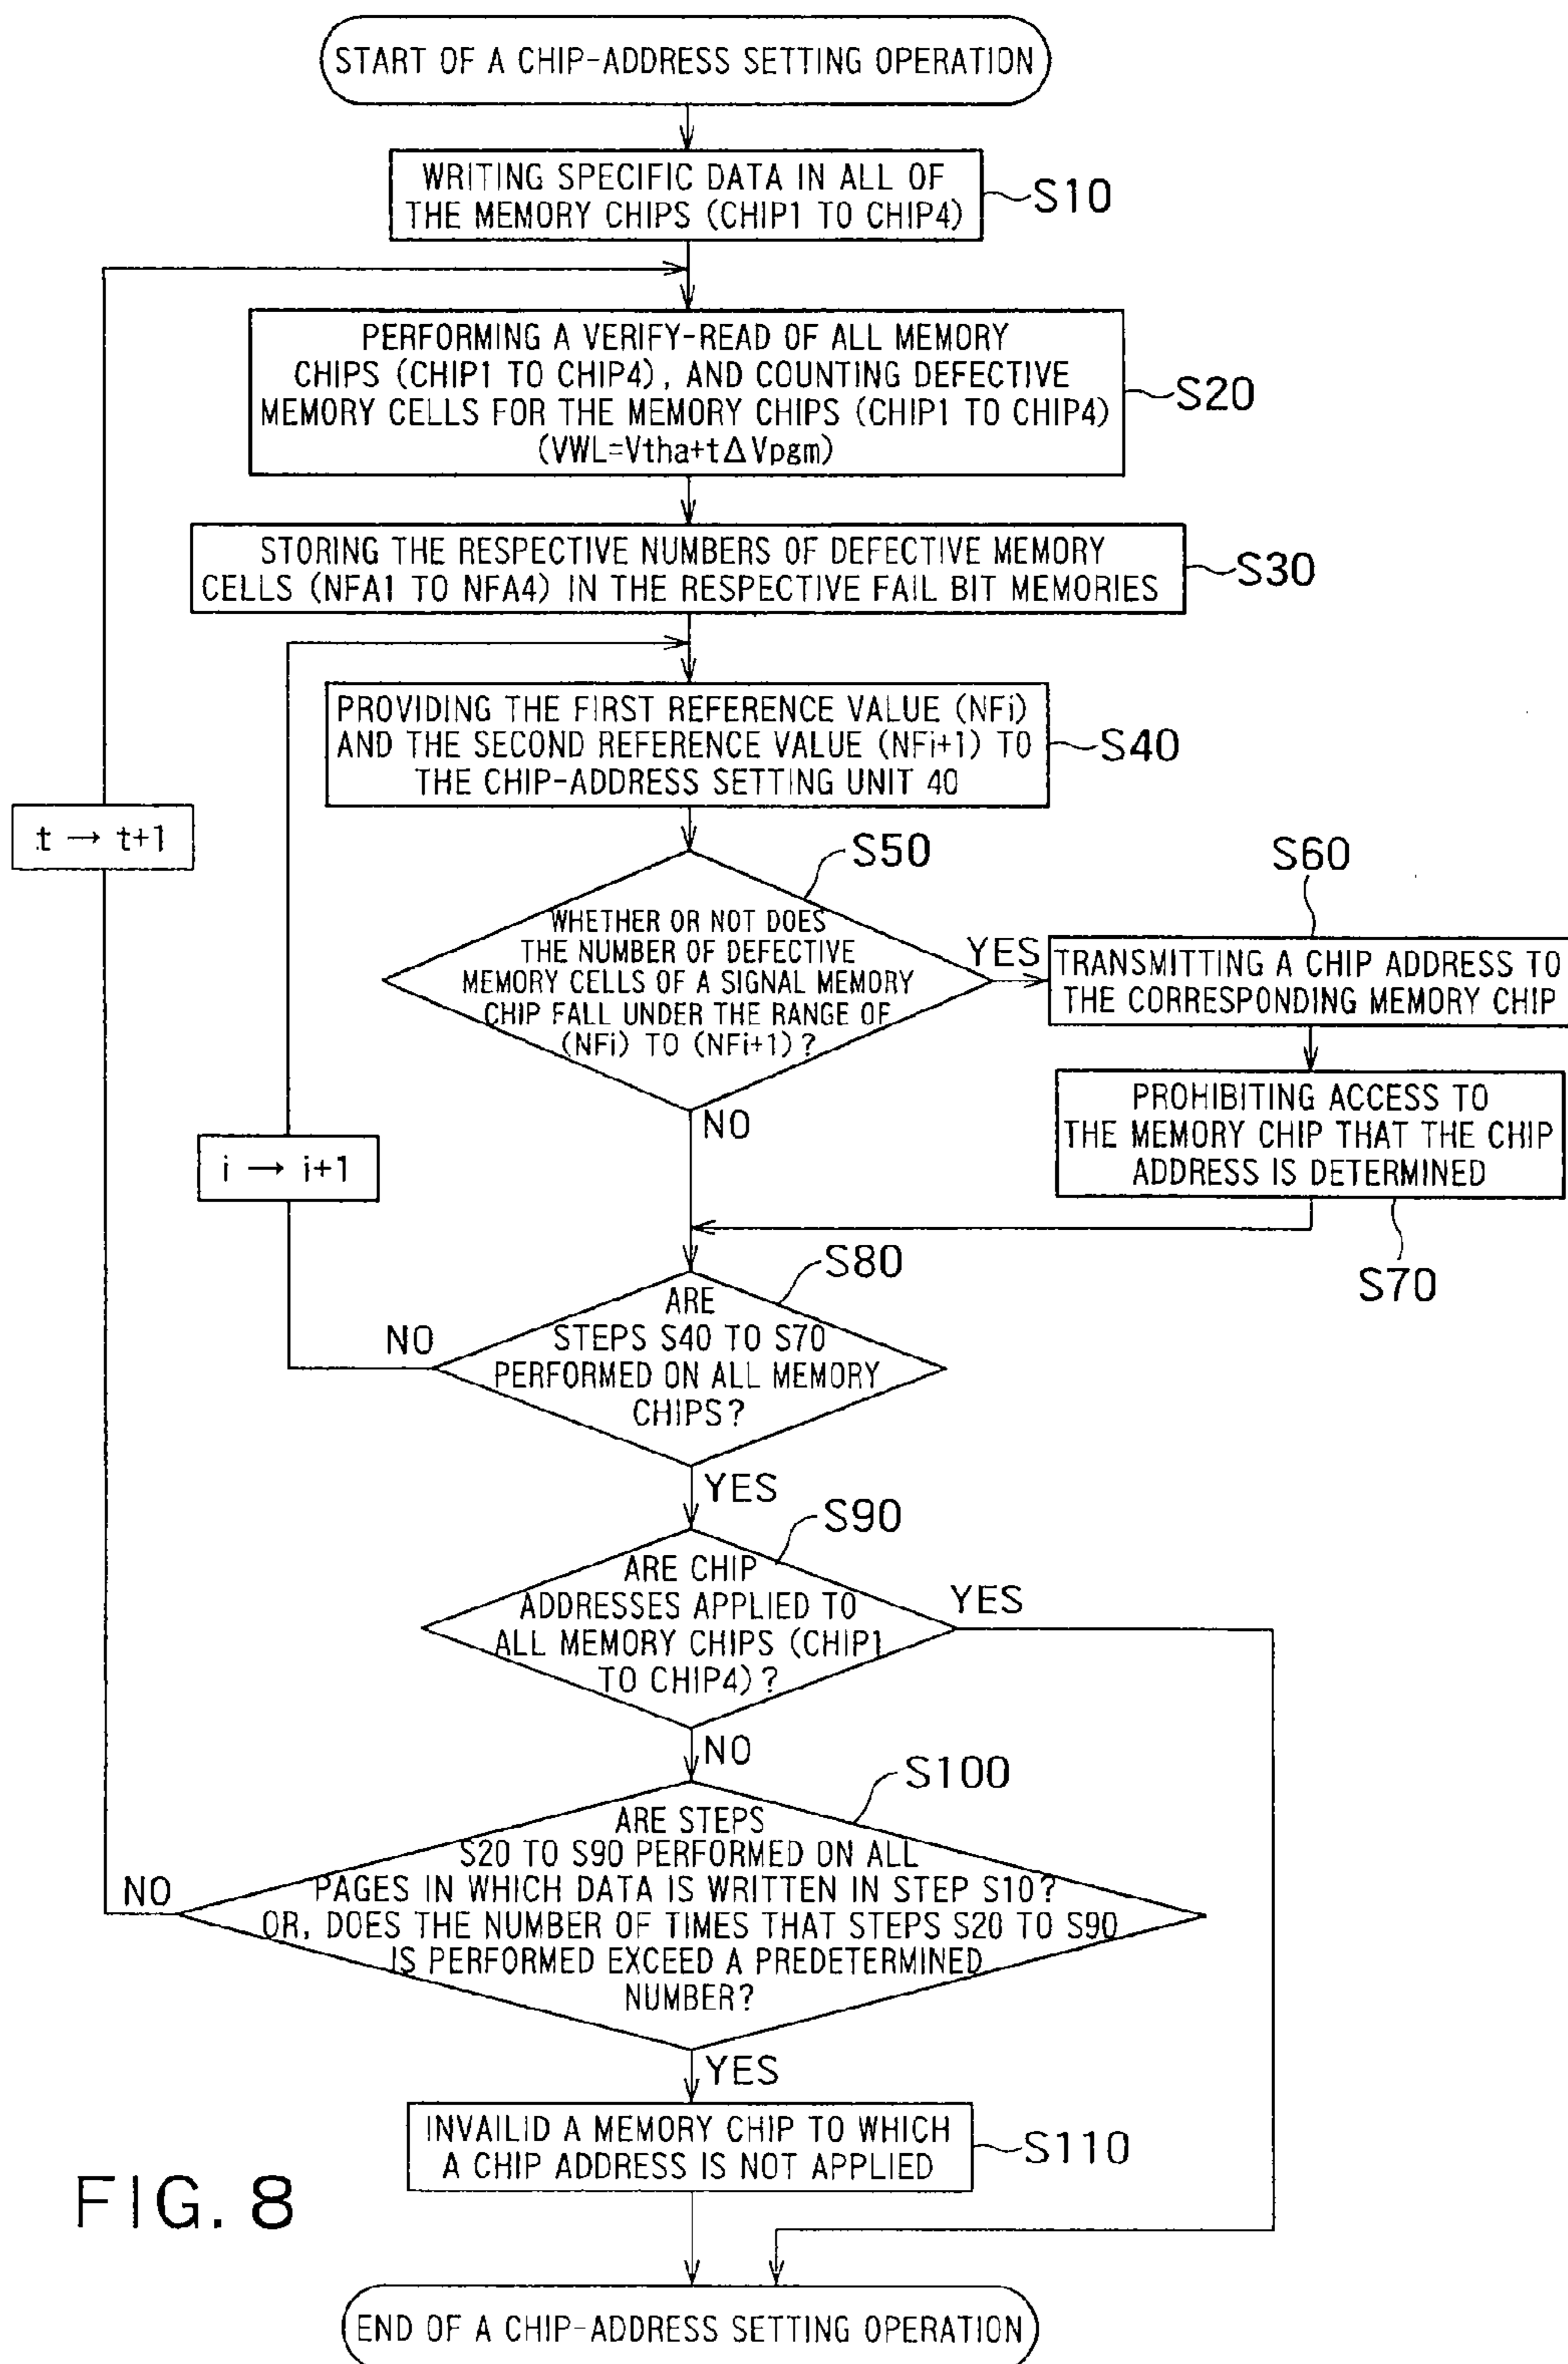 START OF A CHIP-ADDRESS SETTING OPERATION
WRITING SPECIFIC DATA IN ALL OF
THE MEMORY CHIPS (CHIP1 TO CHIP4)
S10
PERFORMING A VERIFY-READ OF ALL MEMORY
CHIPS (CHIP1 TO CHIP4), AND COUNTING DEFECTIVE
MEMORY CELLS FOR THE MEMORY CHIPS (CHIP1 TO CHIP4)
(VWL=Vtha+tΔVpgm)
S20
STORING THE RESPECTIVE NUMBERS OF DEFECTIVE MEMORY
CELLS (NFA1 TO NFA4) IN THE RESPECTIVE FAIL BIT MEMORIES
S30
PROVIDING THE FIRST REFERENCE VALUE (NFi)
AND THE SECOND REFERENCE VALUE (NFi+1) TO
THE CHIP-ADDRESS SETTING UNIT 40
S40
t → t+1
S50
WHETHER OR NOT DOES
THE NUMBER OF DEFECTIVE
MEMORY CELLS OF A SIGNAL MEMORY
CHIP FALL UNDER THE RANGE OF
(NFi) TO (NFi+1)?
YES
S60
TRANSMITTING A CHIP ADDRESS TO
THE CORRESPONDING MEMORY CHIP
NO
PROHIBITING ACCESS TO
THE MEMORY CHIP THAT THE CHIP
ADDRESS IS DETERMINED
S70
i → i+1
S80
ARE
STEPS S40 TO S70
PERFORMED ON ALL MEMORY
CHIPS?
NO
YES
S90
ARE CHIP
ADDRESSES APPLIED TO
ALL MEMORY CHIPS (CHIP1
TO CHIP4)?
YES
NO
S100
ARE STEPS
S20 TO S90 PERFORMED ON ALL
PAGES IN WHICH DATA IS WRITTEN IN STEP S10?
OR, DOES THE NUMBER OF TIMES THAT STEPS S20 TO S90
IS PERFORMED EXCEED A PREDETERMINED
NUMBER?
NO
YES
INVAILID A MEMORY CHIP TO WHICH
A CHIP ADDRESS IS NOT APPLIED
S110
FIG. 8
END OF A CHIP-ADDRESS SETTING OPERATION